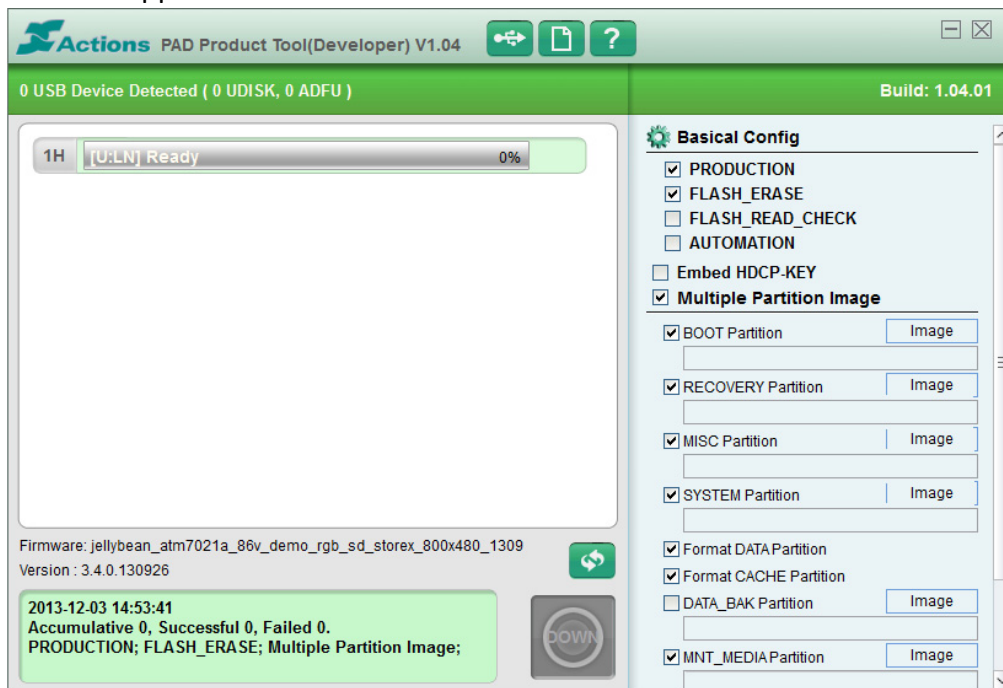 Actions PAD Product Tool(Developer) V1.04
?
0 USB Device Detected ( 0 UDISK, 0 ADFU )
Build: 1.04.01
1H [U:LN] Ready 0%
Firmware: jellybean_atm7021a_86v_demo_rgb_sd_storex_800x480_1309
Version : 3.4.0.130926
2013-12-03 14:53:41
Accumulative 0, Successful 0, Failed 0.
PRODUCTION; FLASH_ERASE; Multiple Partition Image;
DOWN
Basical Config
PRODUCTION
FLASH_ERASE
FLASH_READ_CHECK
AUTOMATION
Embed HDCP-KEY
Multiple Partition Image
BOOT Partition Image
RECOVERY Partition Image
MISC Partition Image
SYSTEM Partition Image
Format DATA Partition
Format CACHE Partition
DATA_BAK Partition Image
MNT_MEDIA Partition Image